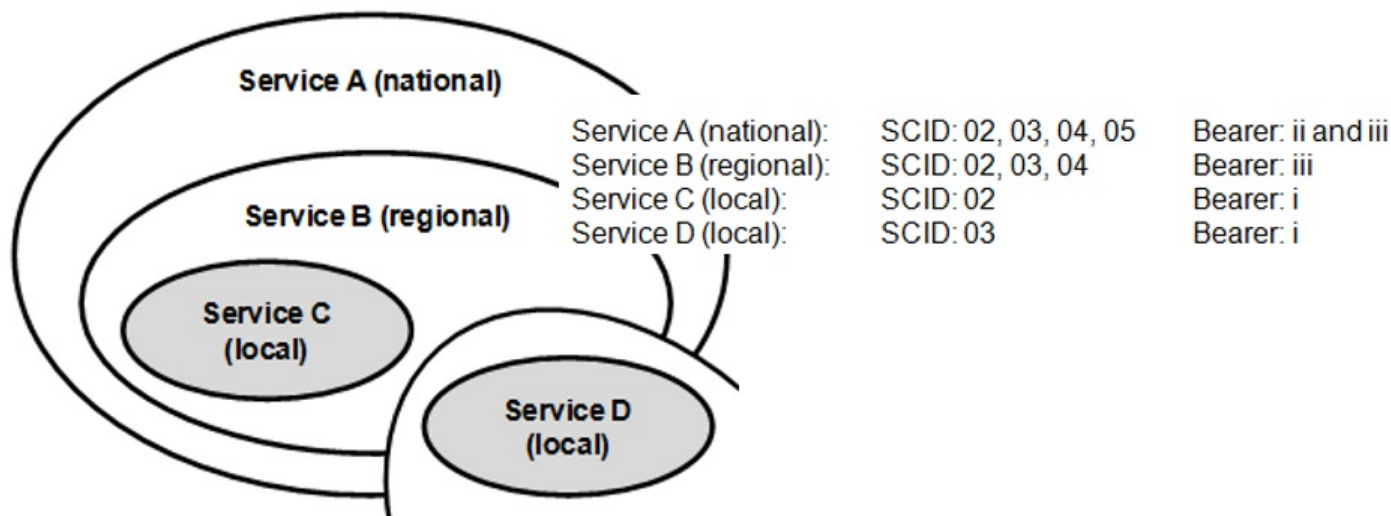 Service A (national)
Service A (national): SCID: 02, 03, 04, 05 Bearer: ii and iii
Service B (regional): SCID: 02, 03, 04 Bearer: iii
Service B (regional)
Service C (local): SCID: 02 Bearer: i
Service D (local): SCID: 03 Bearer: i
Service C
(local)
Service D
(local)